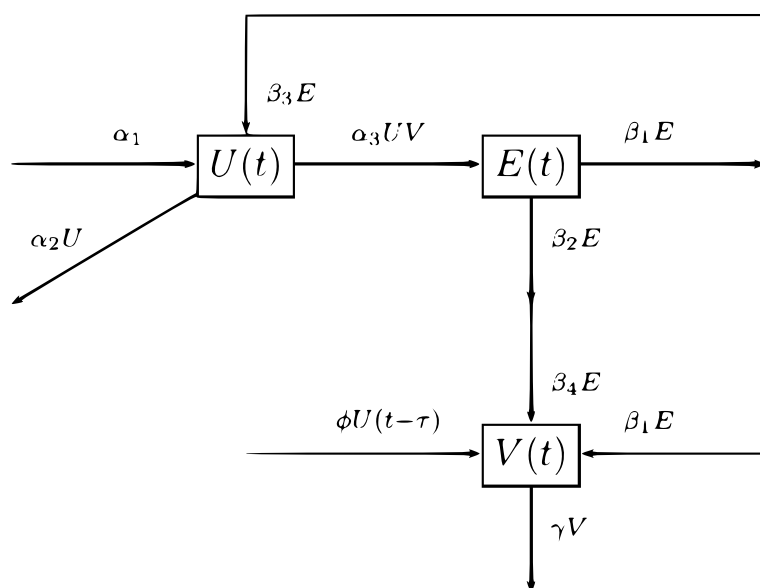 β₃E
α₁
U(t)
α₃UV
E(t)
β₁E
α₂U
β₂E
β₄E
ϕU(t−τ)
V(t)
β₁E
γV